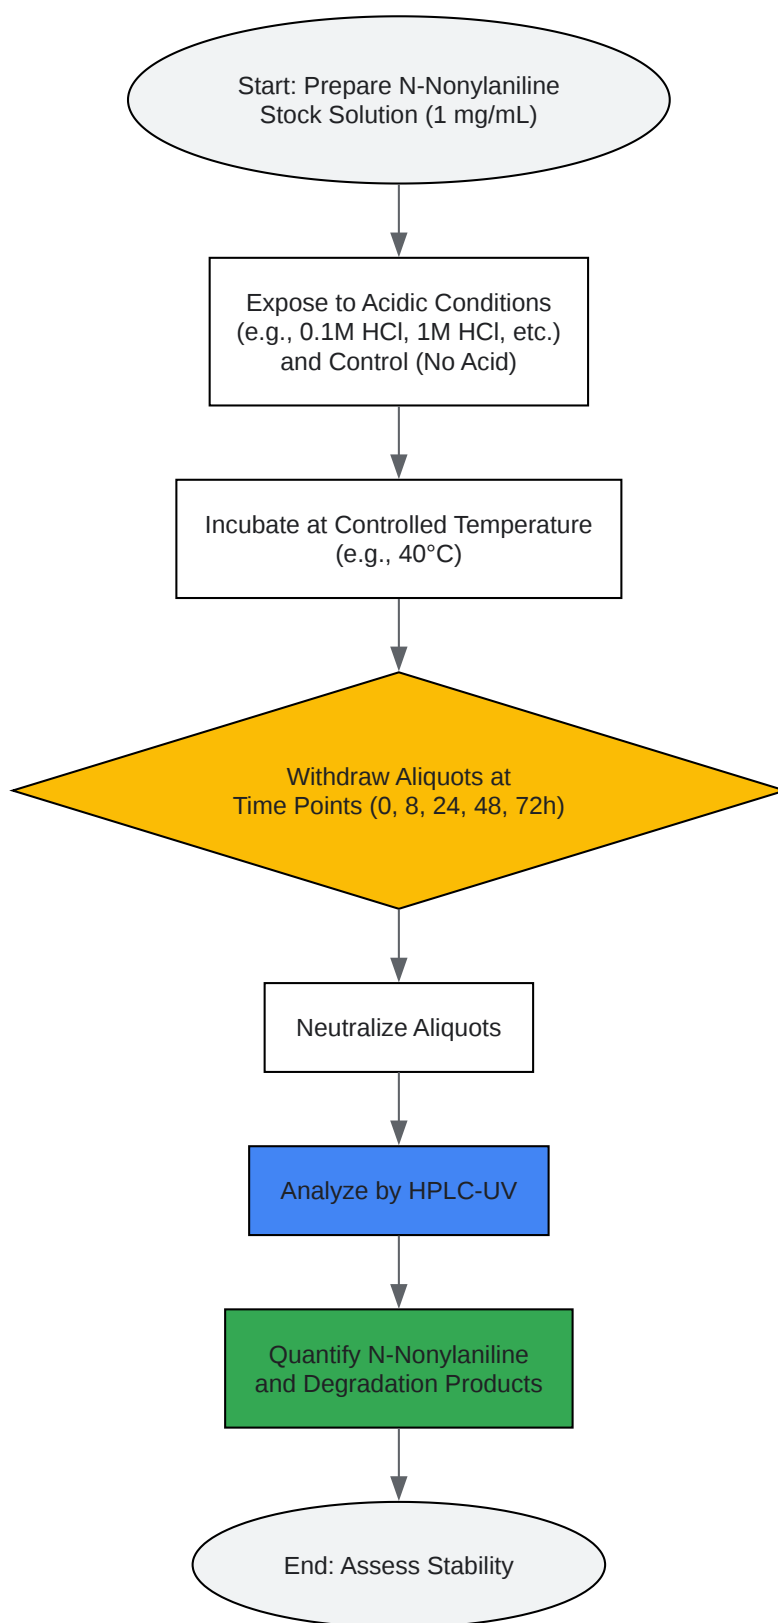 Start: Prepare N-Nonylaniline
Stock Solution (1 mg/mL)
Expose to Acidic Conditions
(e.g., 0.1M HCl, 1M HCl, etc.)
and Control (No Acid)
Incubate at Controlled Temperature
(e.g., 40°C)
Withdraw Aliquots at
Time Points (0, 8, 24, 48, 72h)
Neutralize Aliquots
Analyze by HPLC-UV
Quantify N-Nonylaniline
and Degradation Products
End: Assess Stability